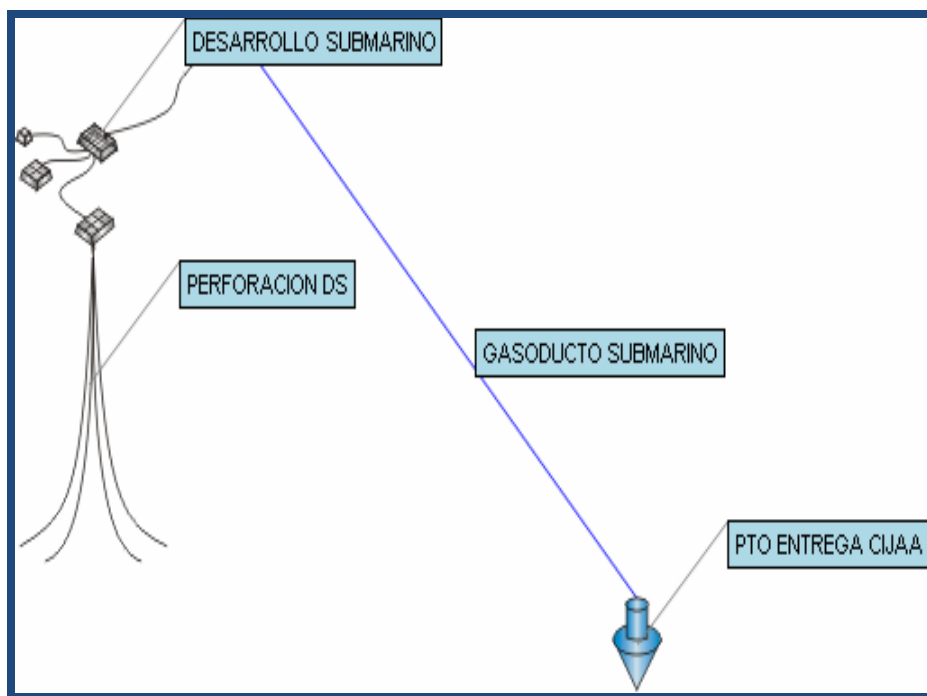 DESARROLLO SUBMARINO
PERFORACION DS
GASODUCTO SUBMARINO
PTO ENTREGA CIJAA